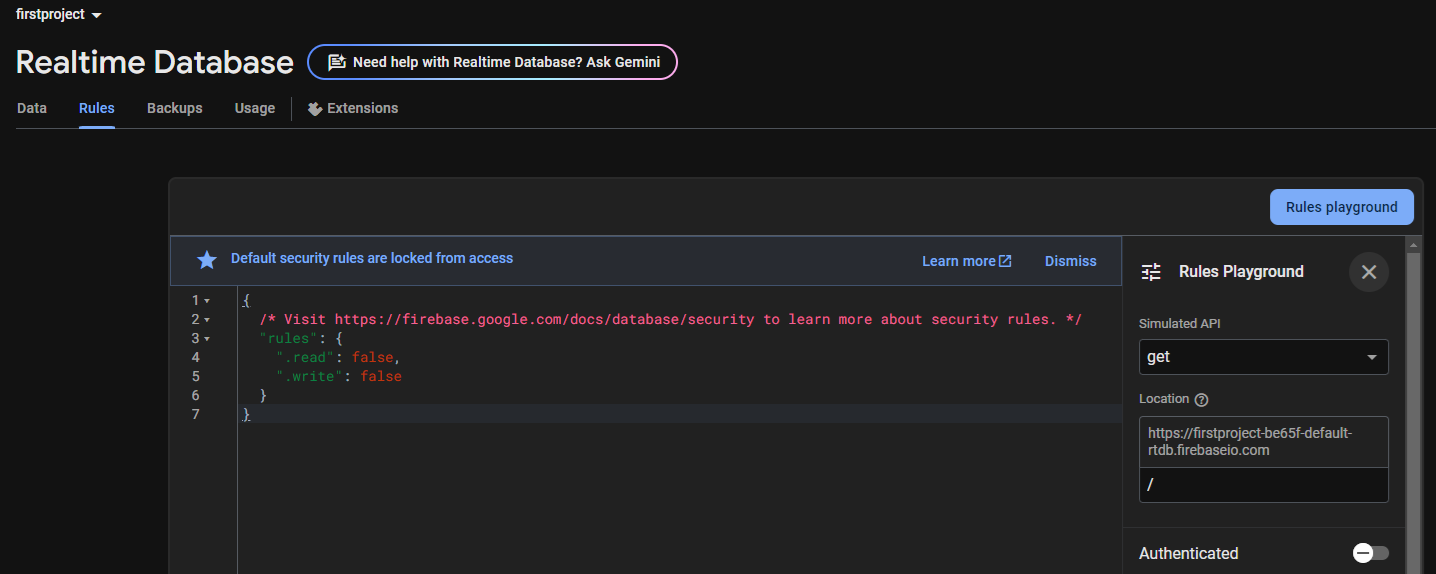 firstproject
Realtime Database
Need help with Realtime Database? Ask Gemini
Data Rules Backups Usage Extensions
Rules playground
Default security rules are locked from access Learn more Dismiss
Rules Playground
1 {
2 /* Visit https://firebase.google.com/docs/database/security to learn more about security rules. */
3 "rules": {
4 ".read": false,
5 ".write": false
6 }
7 }
Simulated API
get
Location
https://firstproject-be65f-default-
rtdb.firebaseio.com
/
Authenticated